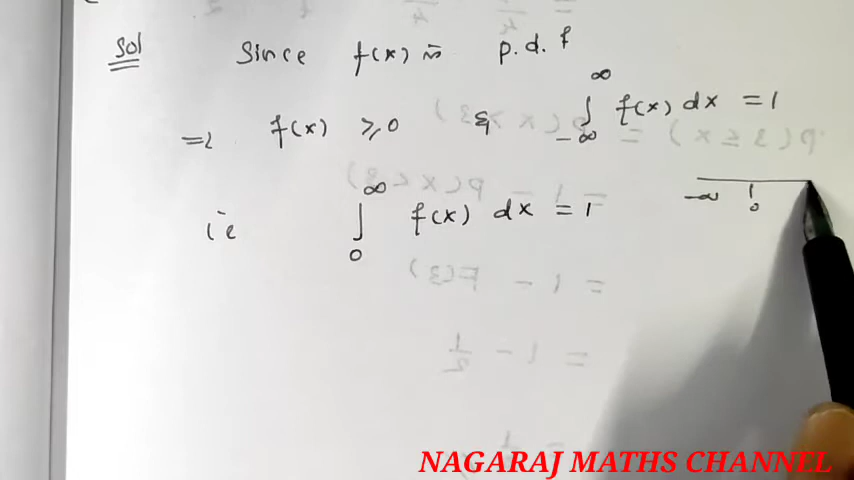 Sol Since f(x) is p.d.f
=> f(x) ≥ 0 & ∫_{-∞}^{∞} f(x) dx = 1
ie ∫_{0}^{∞} f(x) dx = 1
-∞ 0
NAGARAJ MATHS CHANNEL